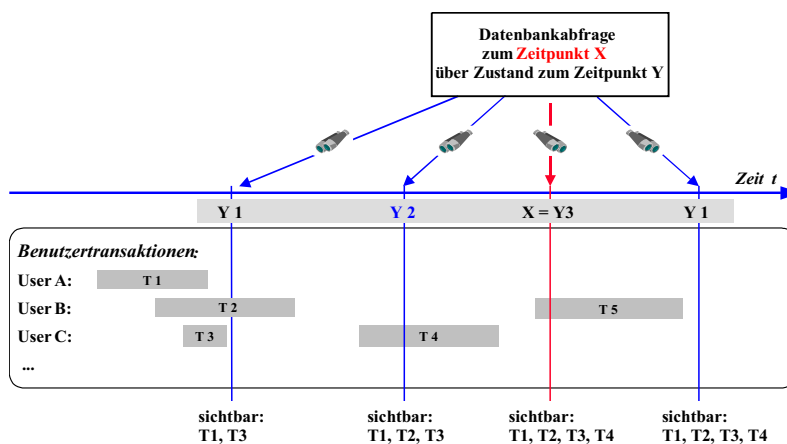 Datenbankabfrage
zum Zeitpunkt X
über Zustand zum Zeitpunkt Y
Zeit t
Y 1
Y 2
X = Y3
Y 1
Benutzertransaktionen:
User A:
T 1
User B:
T 2
T 5
User C:
T 3
T 4
...
sichtbar:
T1, T3
sichtbar:
T1, T2, T3
sichtbar:
T1, T2, T3, T4
sichtbar:
T1, T2, T3, T4